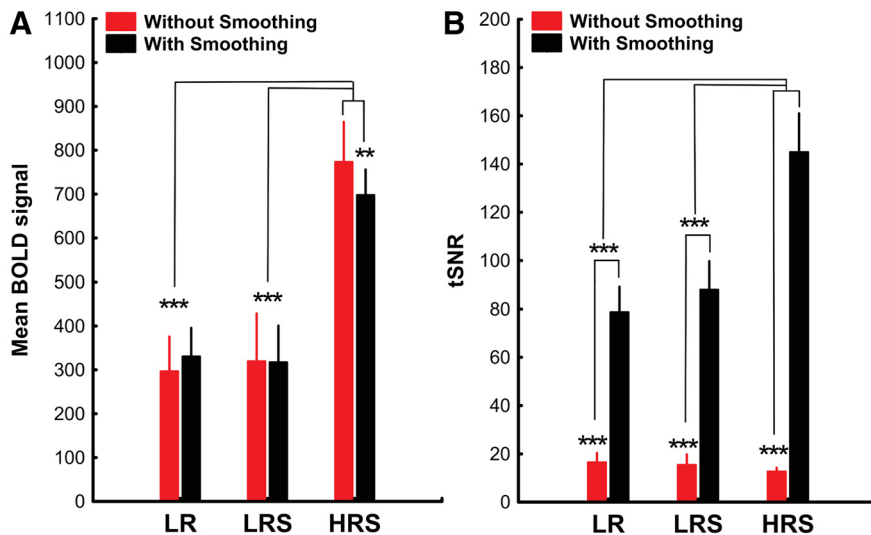 A
Without Smoothing
With Smoothing
Mean BOLD signal
1100
1000
900
800
700
600
500
400
300
200
100
0
***
***
**
LR
LRS
HRS
B
Without Smoothing
With Smoothing
tSNR
200
180
160
140
120
100
80
60
40
20
0
***
***
***
***
***
LR
LRS
HRS